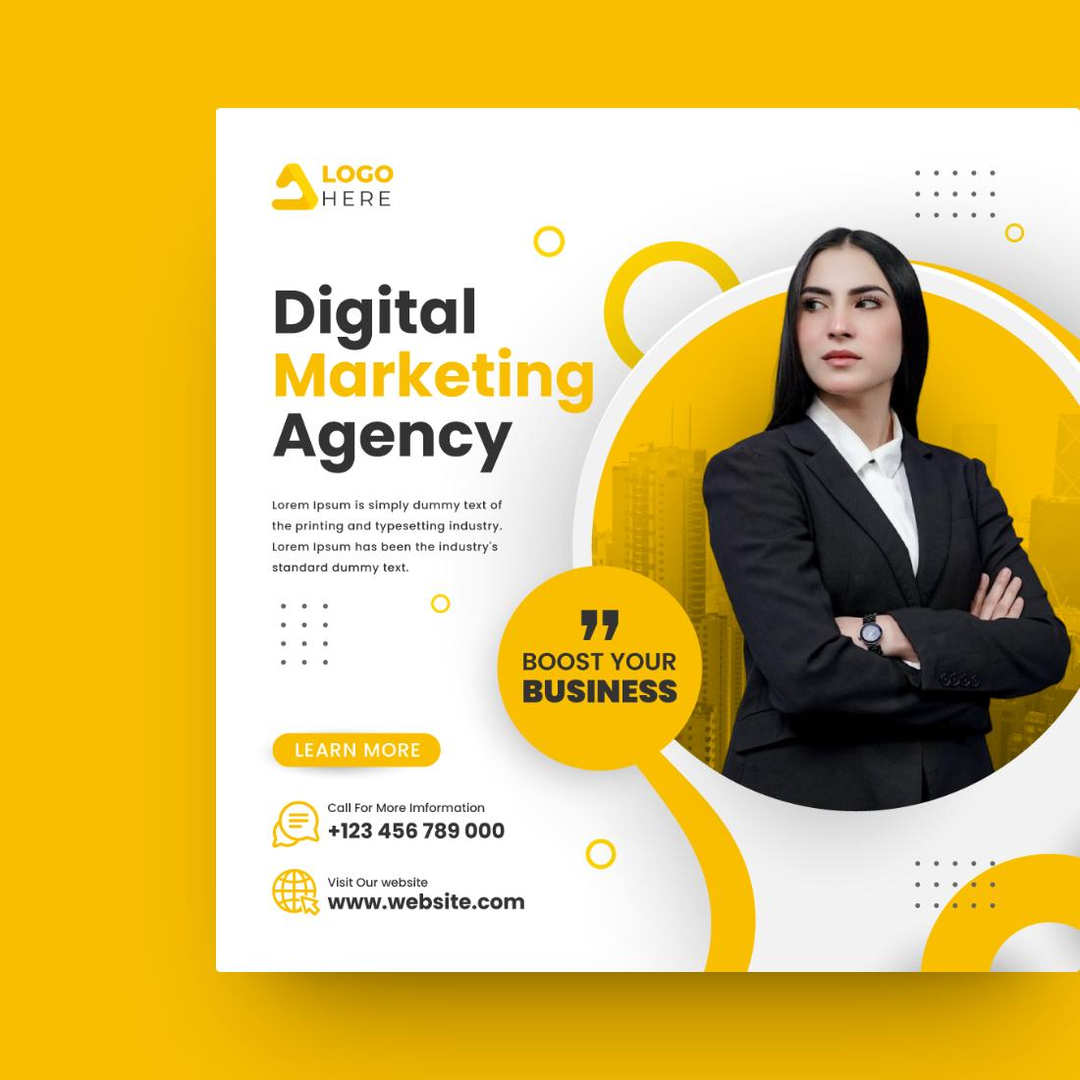 LOGO
HERE
Digital
Marketing
Agency
Lorem Ipsum is simply dummy text of
the printing and typesetting industry.
Lorem Ipsum has been the industry's
standard dummy text.
”
BOOST YOUR
BUSINESS
LEARN MORE
Call For More Imformation
+123 456 789 000
Visit Our website
www.website.com